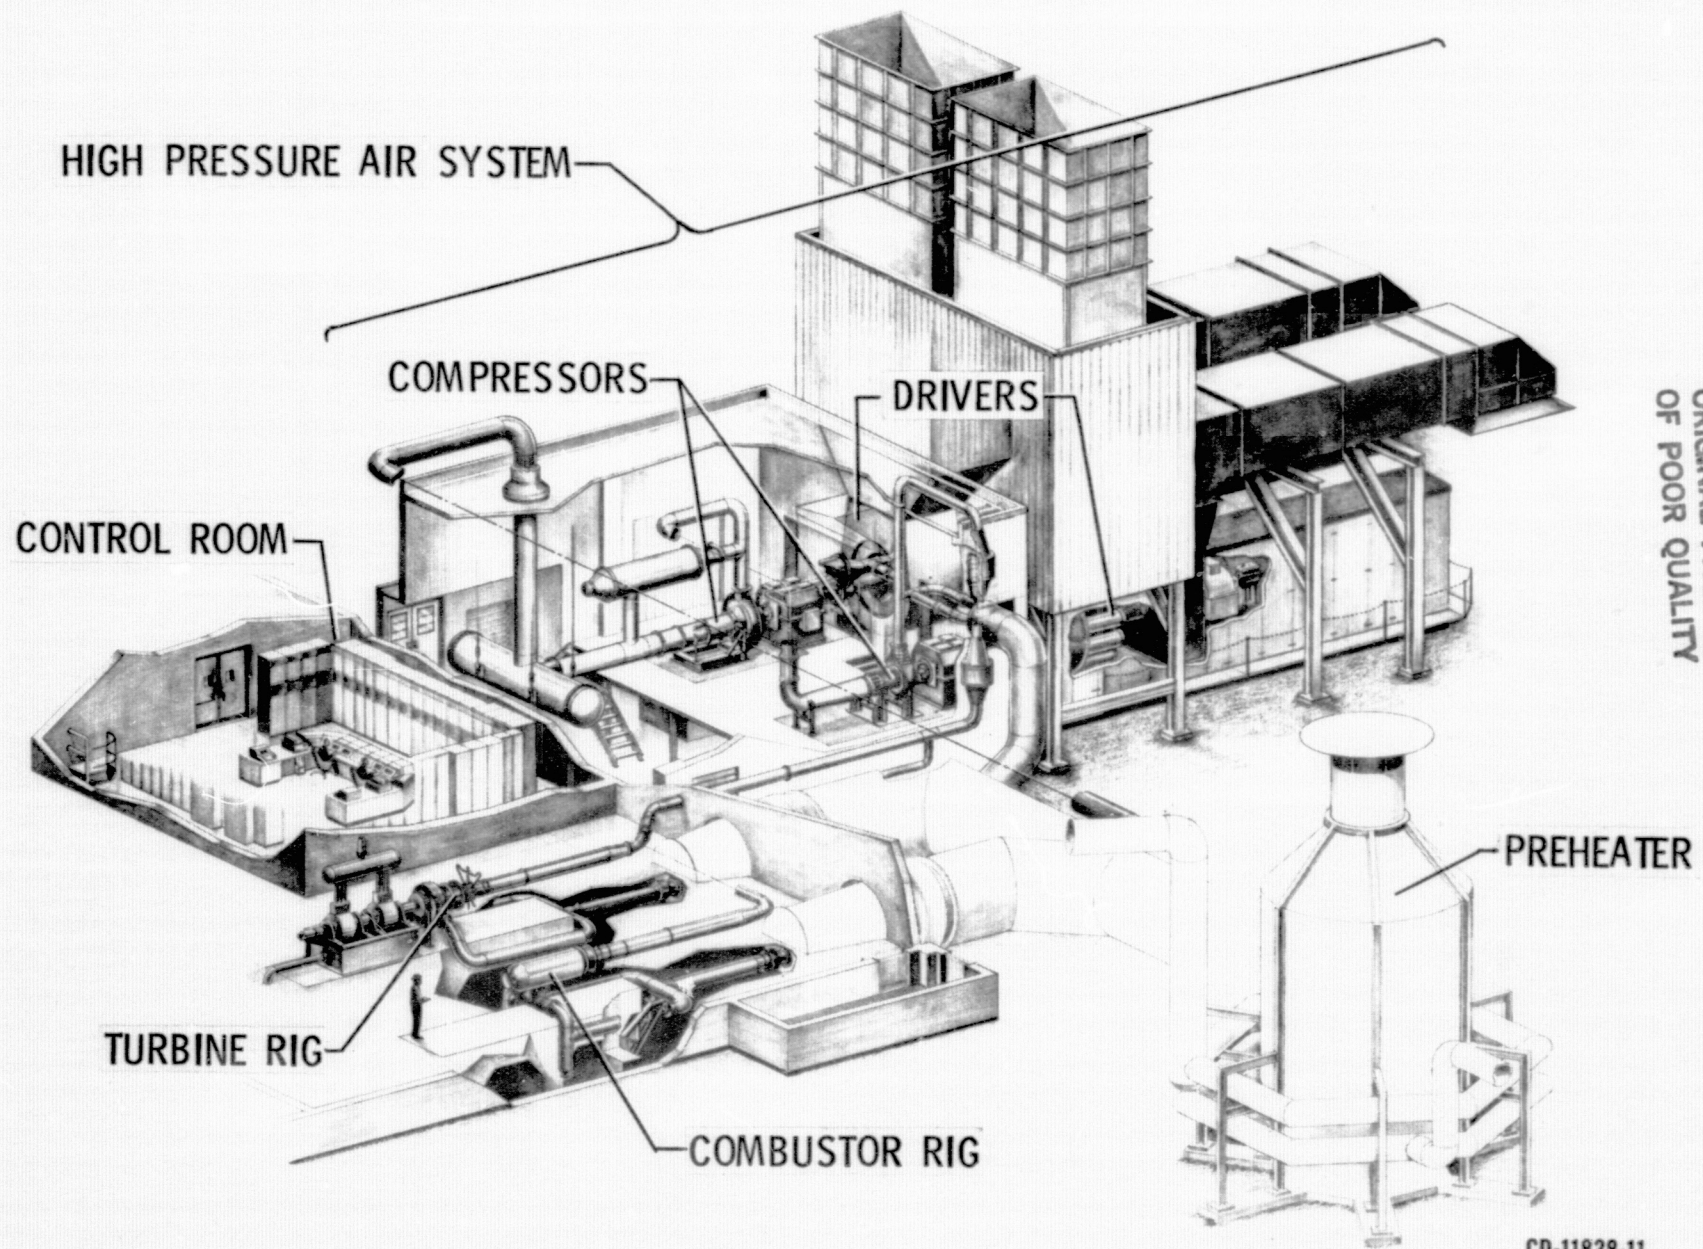 HIGH PRESSURE AIR SYSTEM
COMPRESSORS
DRIVERS
CONTROL ROOM
OF POOR QUALITY
PREHEATER
TURBINE RIG
COMBUSTOR RIG